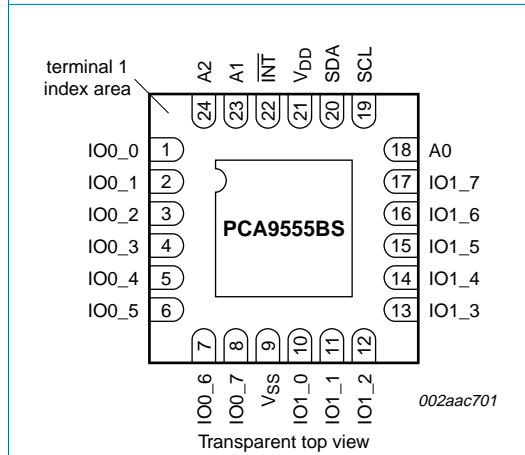 A2
A1
INT
VDD
SDA
SCL
terminal 1
index area
24
23
22
21
20
19
IO0_0
1
18
A0
IO0_1
2
17
IO1_7
IO0_2
3
16
IO1_6
PCA9555BS
IO0_3
4
15
IO1_5
IO0_4
5
14
IO1_4
IO0_5
6
13
IO1_3
7
8
9
10
11
12
IO0_6
IO0_7
VSS
IO1_0
IO1_1
IO1_2
002aac701
Transparent top view